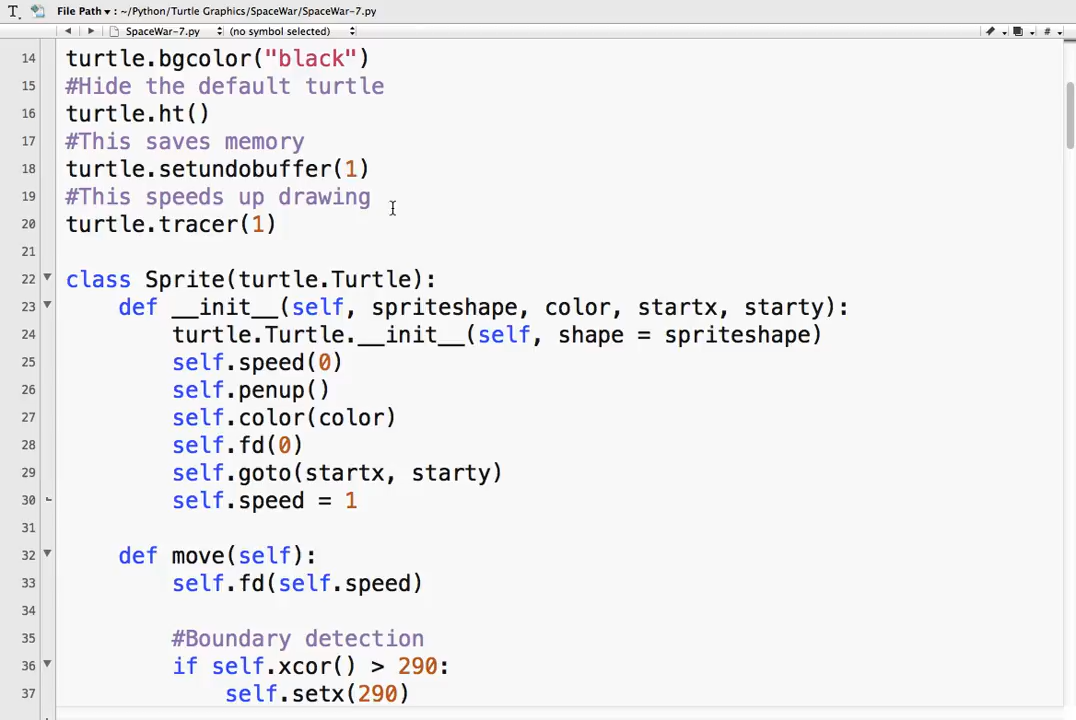 File Path ▾ : ~/Python/Turtle Graphics/SpaceWar/SpaceWar-7.py
SpaceWar-7.py (no symbol selected) #
14 turtle.bgcolor("black")
15 #Hide the default turtle
16 turtle.ht()
17 #This saves memory
18 turtle.setundobuffer(1)
19 #This speeds up drawing
20 turtle.tracer(1)
21
22 class Sprite(turtle.Turtle):
23 def __init__(self, spriteshape, color, startx, starty):
24 turtle.Turtle.__init__(self, shape = spriteshape)
25 self.speed(0)
26 self.penup()
27 self.color(color)
28 self.fd(0)
29 self.goto(startx, starty)
30 self.speed = 1
31
32 def move(self):
33 self.fd(self.speed)
34
35 #Boundary detection
36 if self.xcor() > 290:
37 self.setx(290)